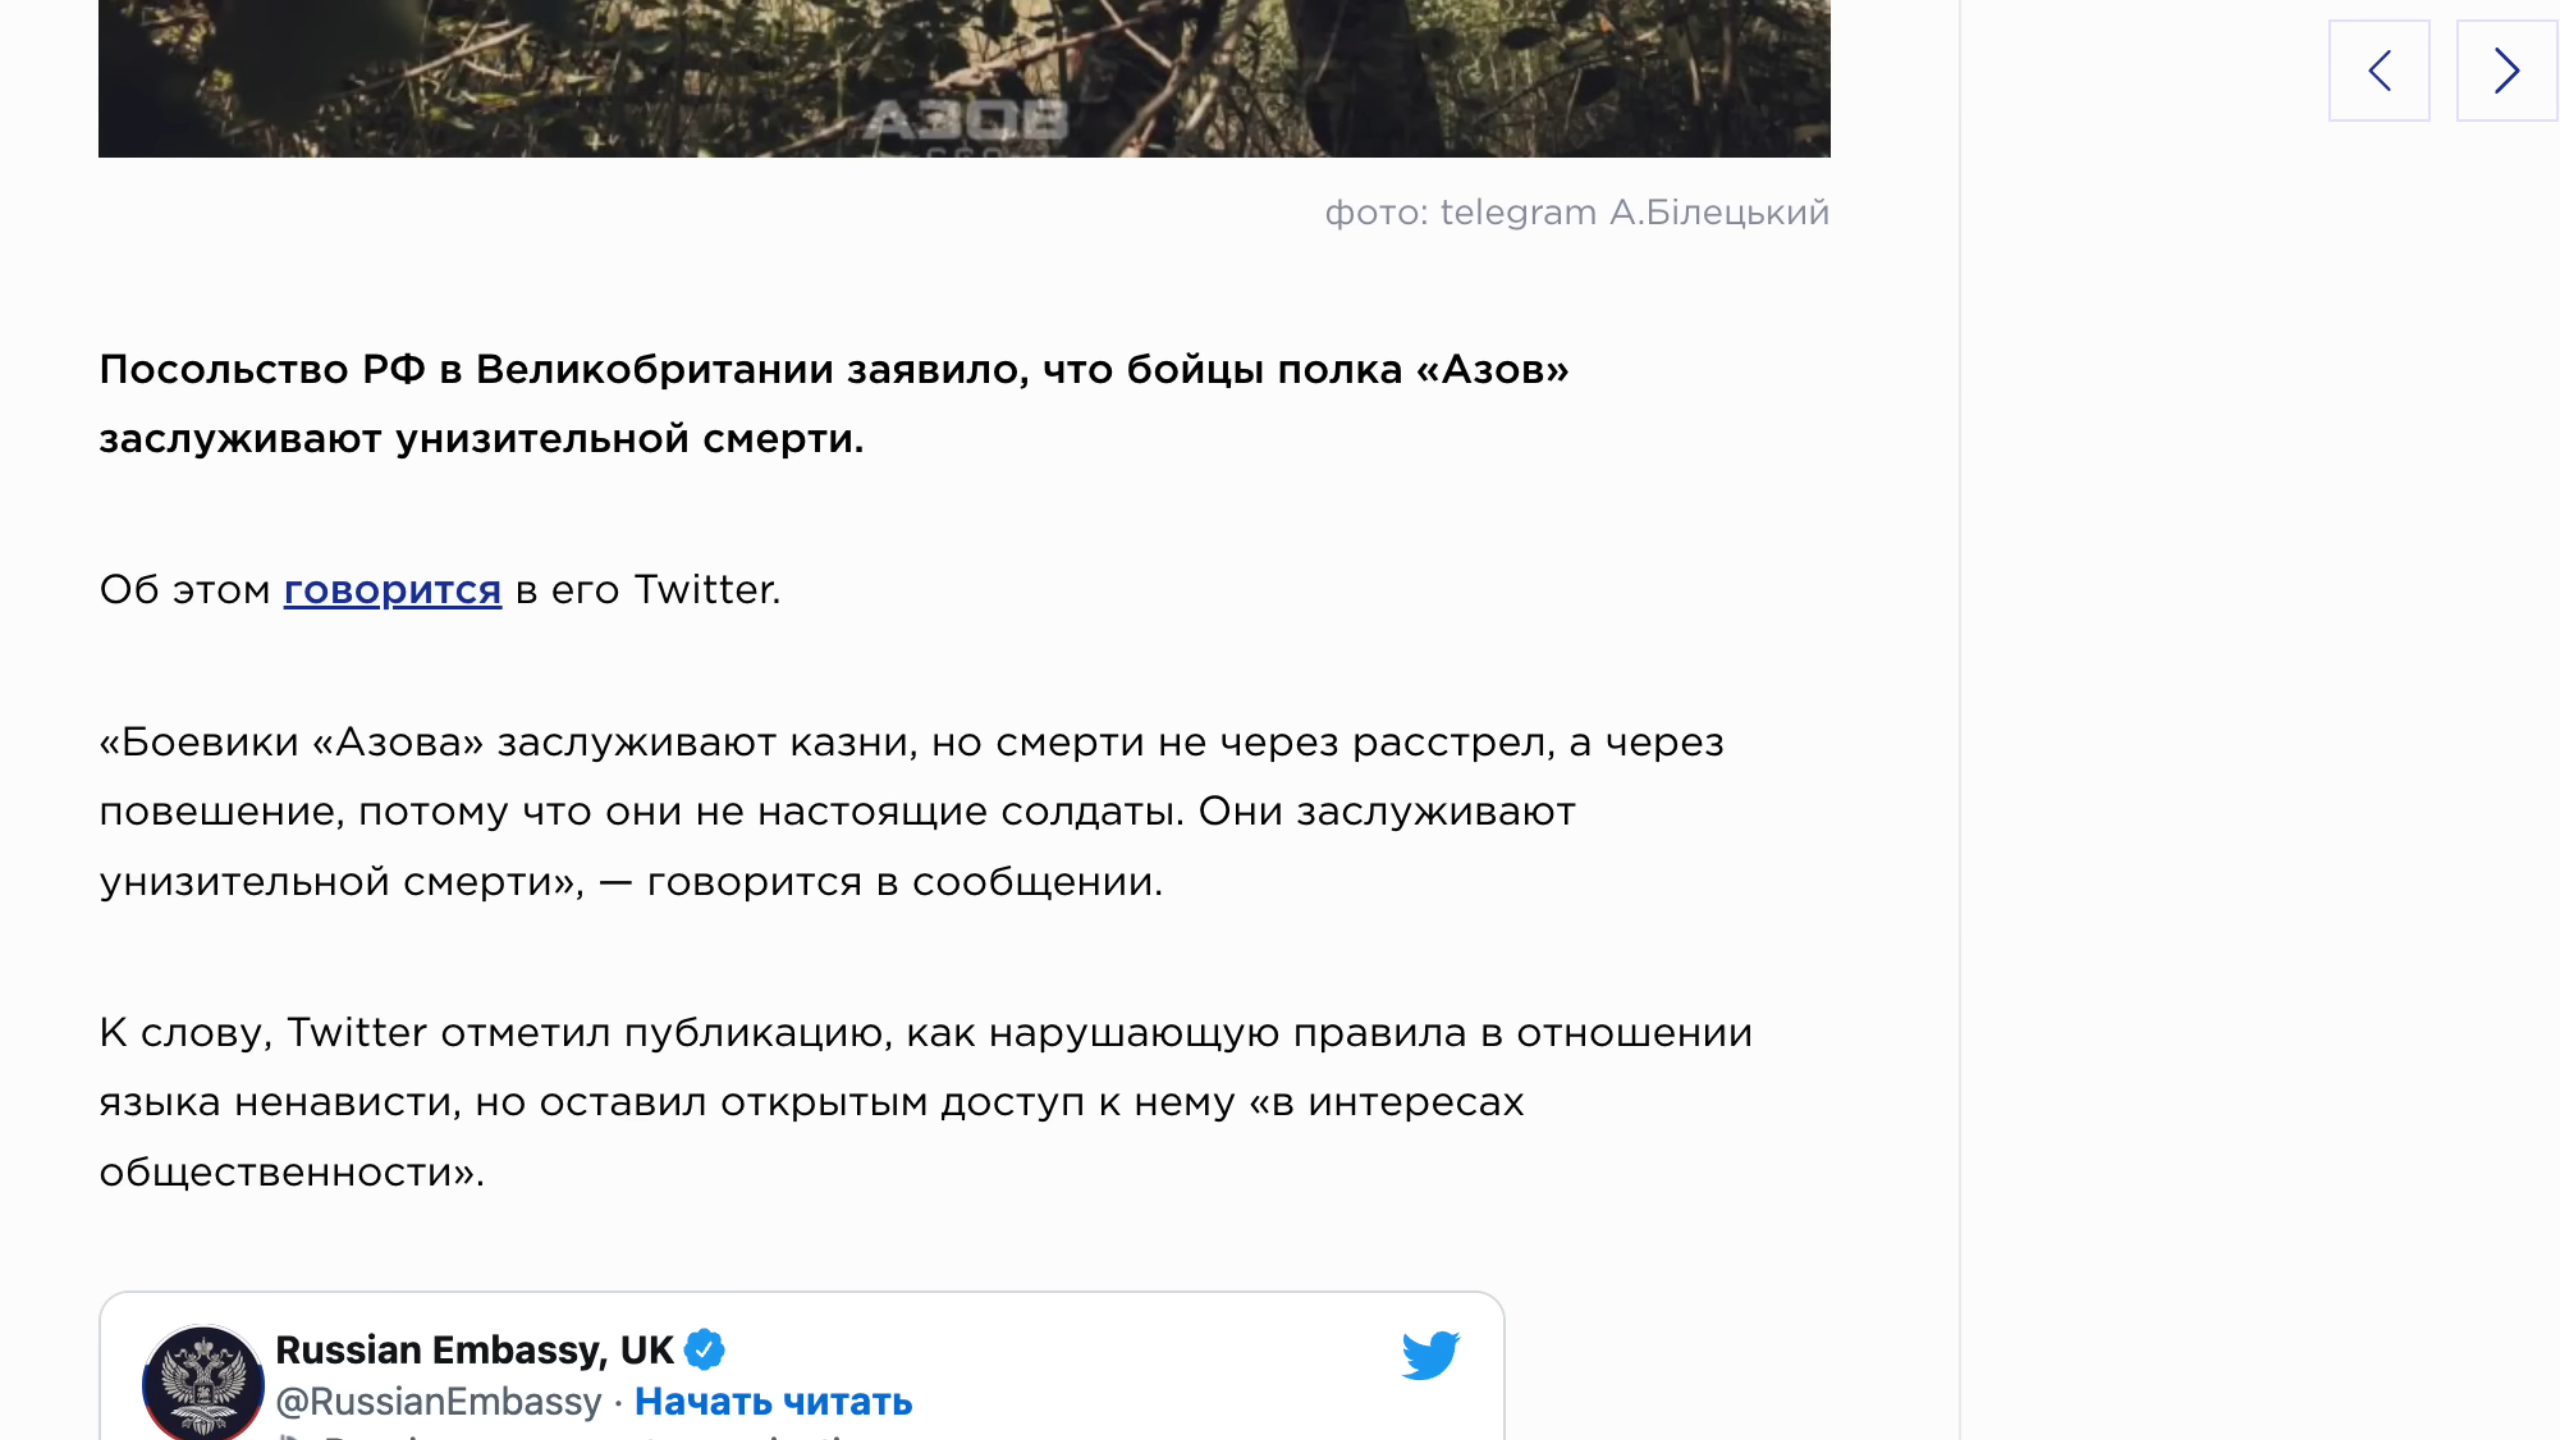 АЗОВ
фото: telegram А.Білецький
Посольство РФ в Великобритании заявило, что бойцы полка «Азов»
заслуживают унизительной смерти.
Об этом говорится в его Twitter.
«Боевики «Азова» заслуживают казни, но смерти не через расстрел, а через
повешение, потому что они не настоящие солдаты. Они заслуживают
унизительной смерти», — говорится в сообщении.
К слову, Twitter отметил публикацию, как нарушающую правила в отношении
языка ненависти, но оставил открытым доступ к нему «в интересах
общественности».
Russian Embassy, UK
@RussianEmbassy · Начать читать